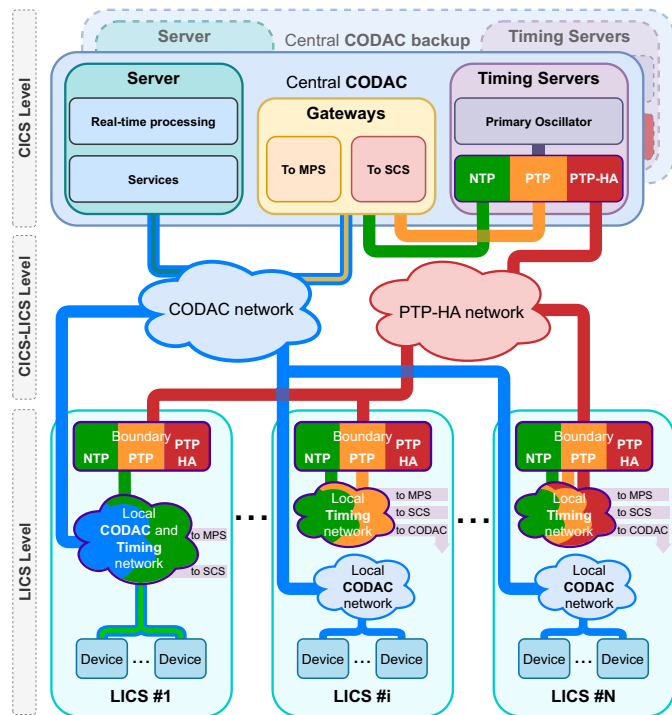 Server
Central CODAC backup
Timing Servers
CICS Level
Server
Central CODAC
Timing Servers
Real-time processing
Services
Gateways
To MPS
To SCS
Primary Oscillator
NTP
PTP
PTP-HA
CICS-LICS Level
CODAC network
PTP-HA network
LICS Level
Boundary
NTP
PTP
PTP
HA
Local
CODAC and
Timing
network
to MPS
to SCS
Device
...
Device
LICS #1
...
Boundary
NTP
PTP
PTP
HA
Local
Timing
network
to MPS
to SCS
to CODAC
Local
CODAC
network
Device
...
Device
LICS #i
...
Boundary
NTP
PTP
PTP
HA
Local
Timing
network
to MPS
to SCS
to CODAC
Local
CODAC
network
Device
...
Device
LICS #N